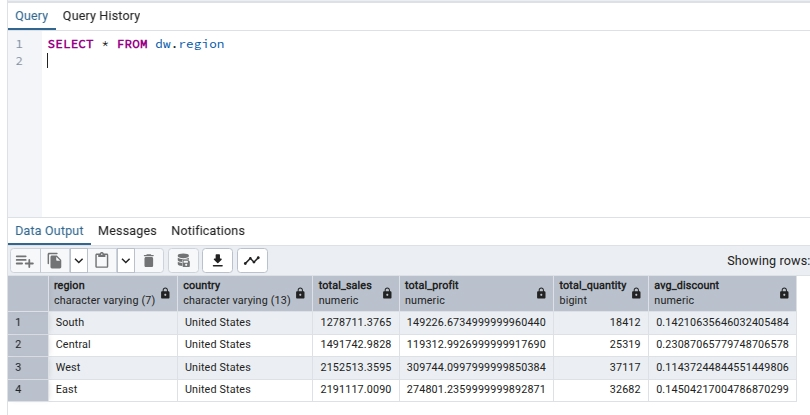 Query Query History
1 SELECT * FROM dw.region
2
Data Output Messages Notifications
Showing rows:
region country total_sales total_profit total_quantity avg_discount
character varying (7) character varying (13) numeric numeric bigint numeric
1 South United States 1278711.3765 149226.6734999999960440 18412 0.14210635646032405484
2 Central United States 1491742.9828 119312.9926999999917690 25319 0.23087065779748706578
3 West United States 2152513.3595 309744.0979999999850384 37117 0.11437244844551449806
4 East United States 2191117.0090 274801.2359999999892871 32682 0.14504217004786870299